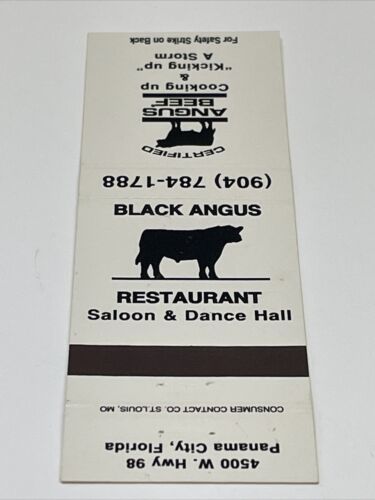 For Safety Strike on Back
Cooking up
&
"Kicking up"
A Storm
CERTIFIED
ANGUS
BEEF
(904) 784-1788
BLACK ANGUS
RESTAURANT
Saloon & Dance Hall
CONSUMER CONTACT CO. ST.LOUIS, MO
4500 W. Hwy 98
Panama City, Florida